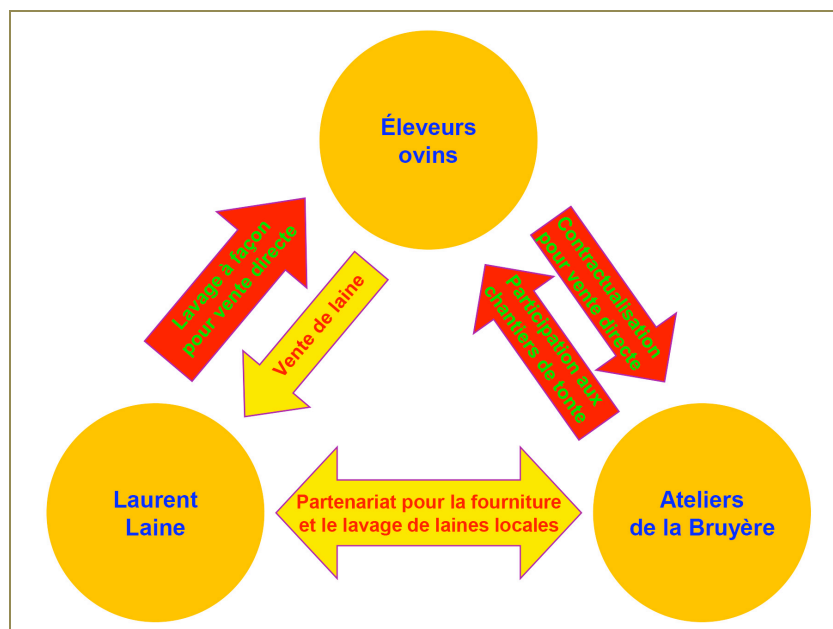 Éleveurs
ovins
Lavage à façon
pour vente directe
Vente de laine
Contractualisation
pour vente directe
Participation aux
chantiers de tonte
Laurent
Laine
Partenariat pour la fourniture
et le lavage de laines locales
Ateliers
de la Bruyère